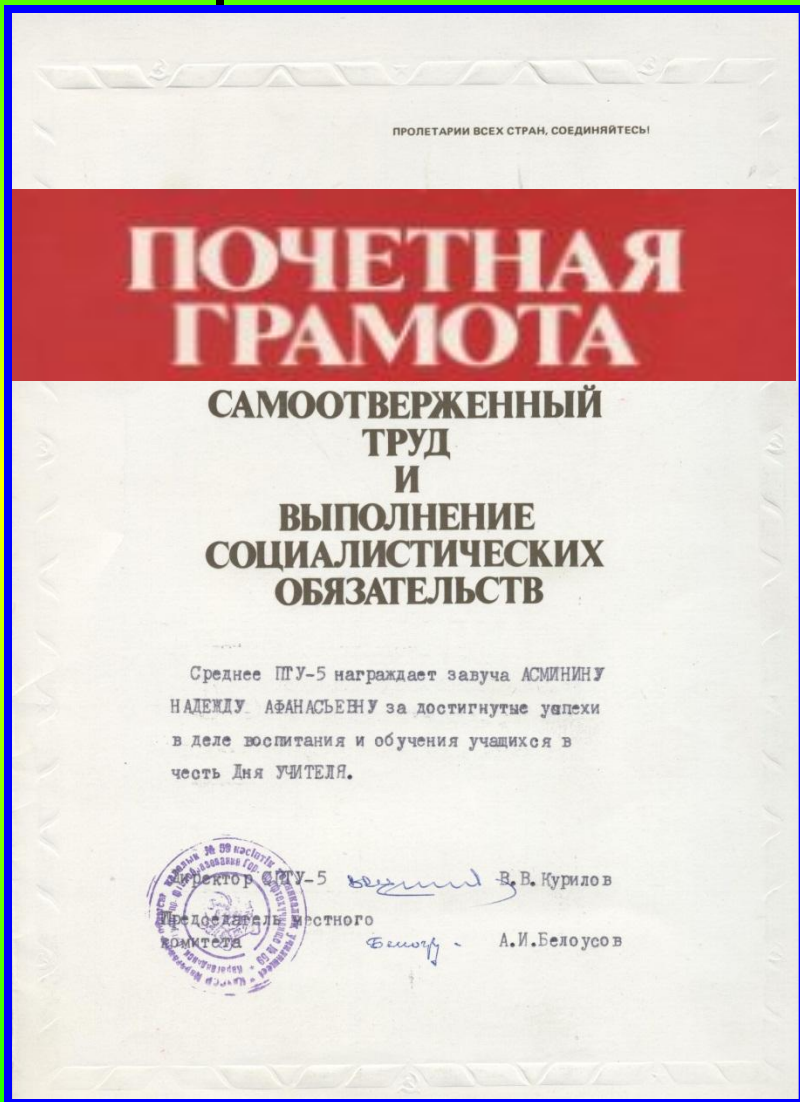 ПРОЛЕТАРИИ ВСЕХ СТРАН, СОЕДИНЯЙТЕСЬ!
ПОЧЕТНАЯ
ГРАМОТА
САМООТВЕРЖЕННЫЙ
ТРУД
И
ВЫПОЛНЕНИЕ
СОЦИАЛИСТИЧЕСКИХ
ОБЯЗАТЕЛЬСТВ
Среднее ПТУ-5 награждает завуча АСМИНИНУ
НАДЕЖДУ АФАНАСЬЕВНУ за достигнутые успехи
в деле воспитания и обучения учащихся в
честь Дня УЧИТЕЛЯ.
Директор СПТУ-5 В.В.Курилов
Председатель местного
комитета А.И.Белоусов